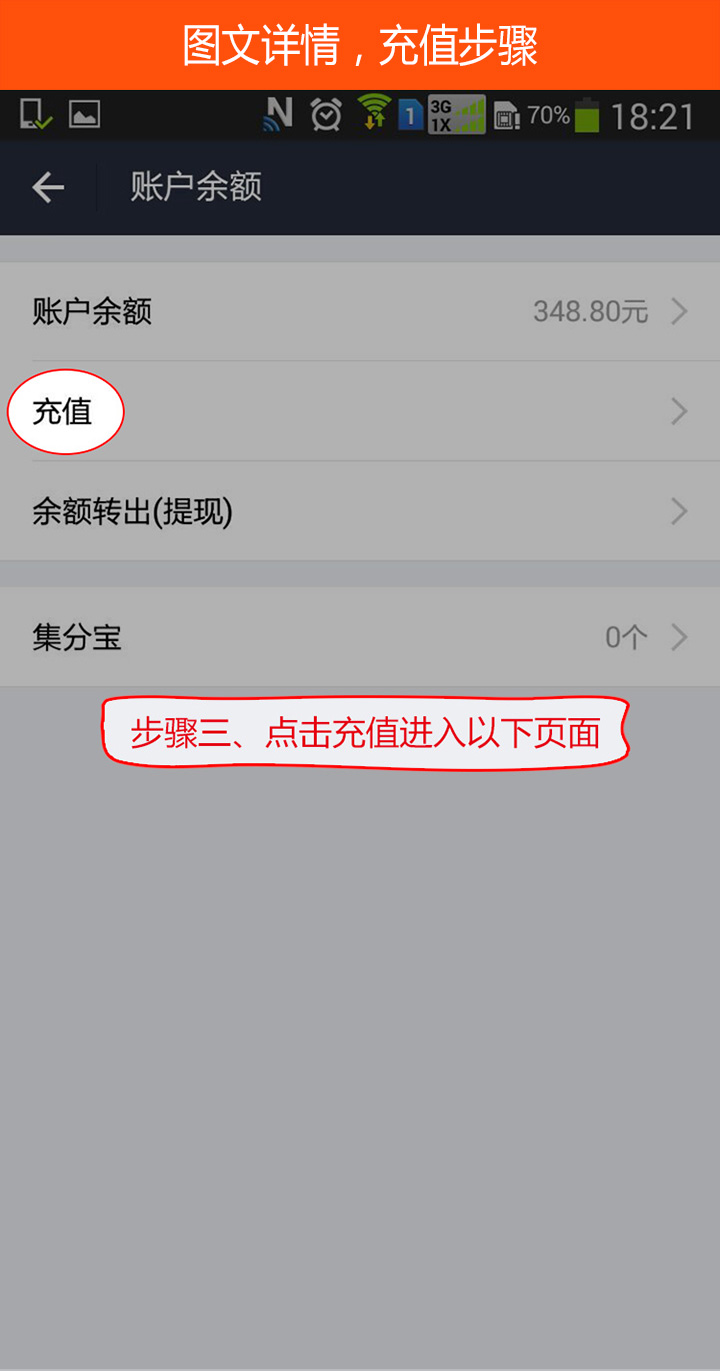 图文详情，充值步骤
1 3G 1X 70% 18:21
账户余额
账户余额 348.80元
充值
余额转出(提现)
集分宝 0个
步骤三、点击充值进入以下页面